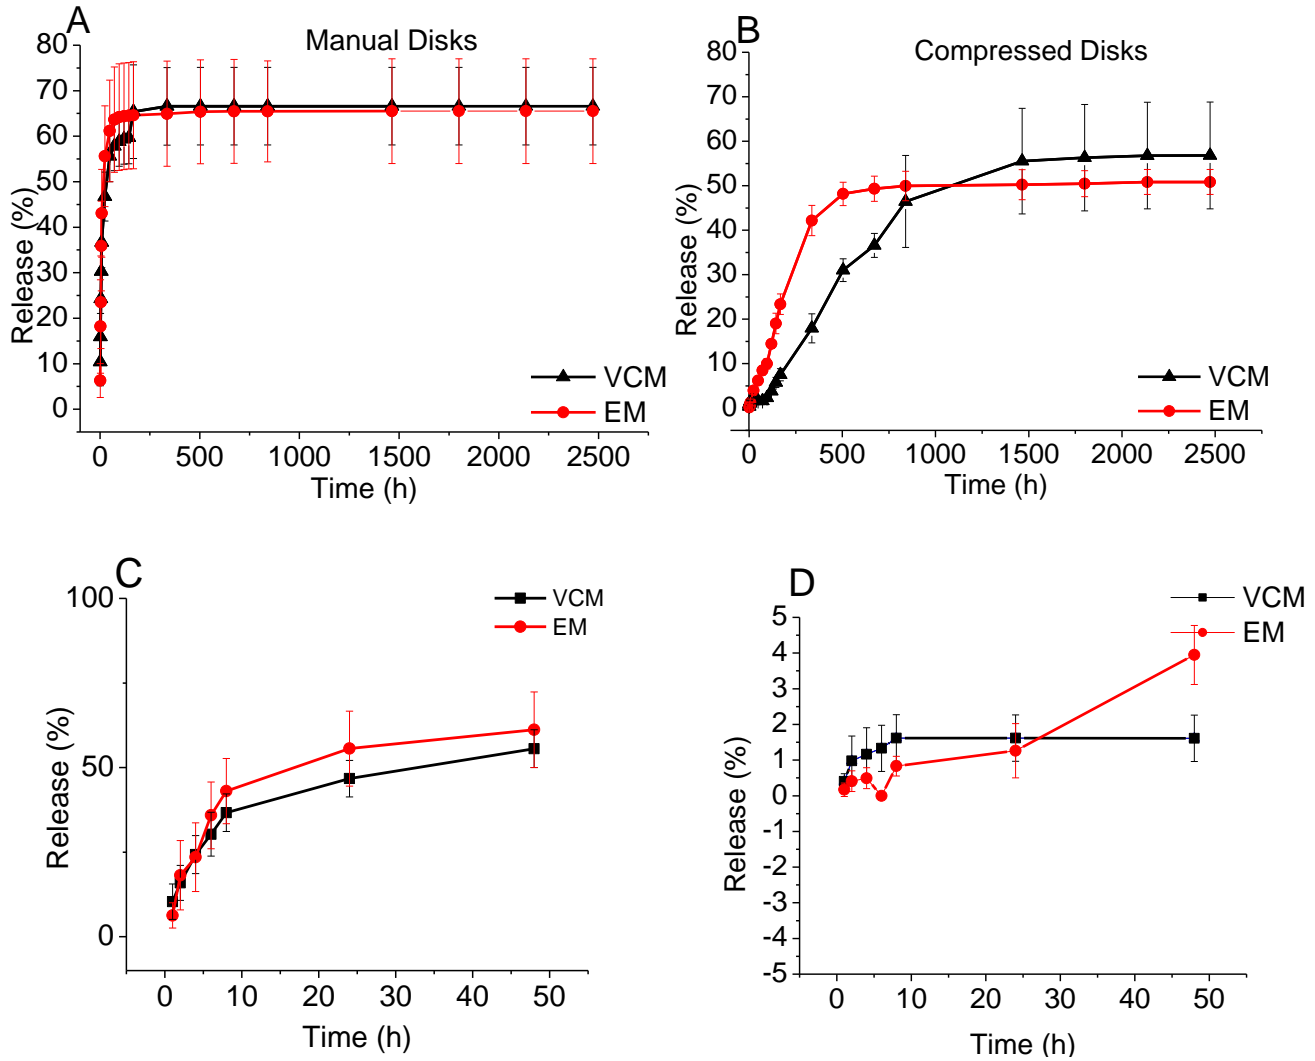 A
Manual Disks
80
70
60
50
40
30
20
10
0
Release (%)
VCM
EM
0 500 1000 1500 2000 2500
Time (h)
B
Compressed Disks
80
70
60
50
40
30
20
10
0
Release (%)
VCM
EM
0 500 1000 1500 2000 2500
Time (h)
C
100
50
0
Release (%)
VCM
EM
0 10 20 30 40 50
Time (h)
D
VCM
EM
5
4
3
2
1
0
-1
-2
-3
-4
-5
Release (%)
0 10 20 30 40 50
Time (h)